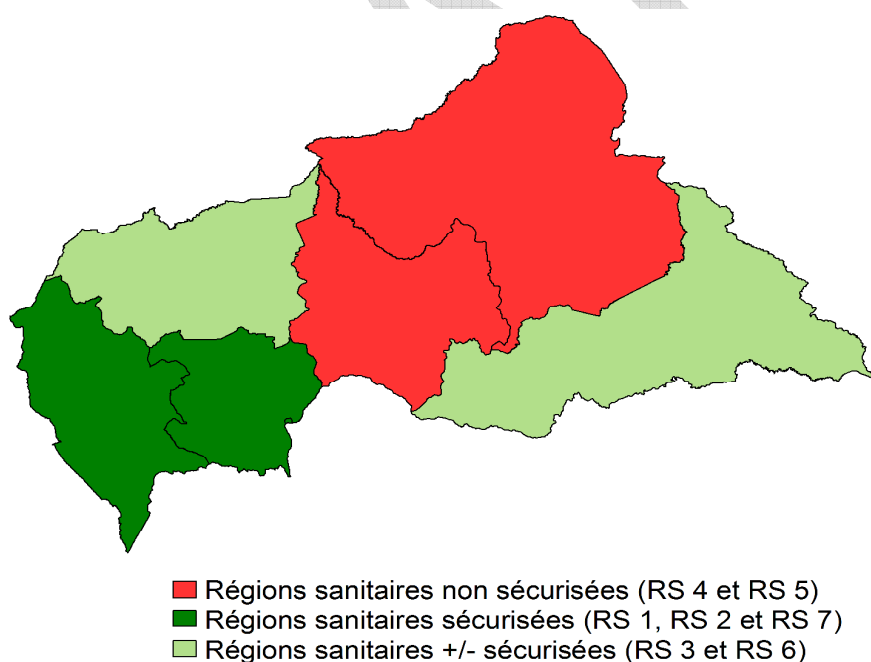 Régions sanitaires non sécurisées (RS 4 et RS 5)
Régions sanitaires sécurisées (RS 1, RS 2 et RS 7)
Régions sanitaires +/- sécurisées (RS 3 et RS 6)